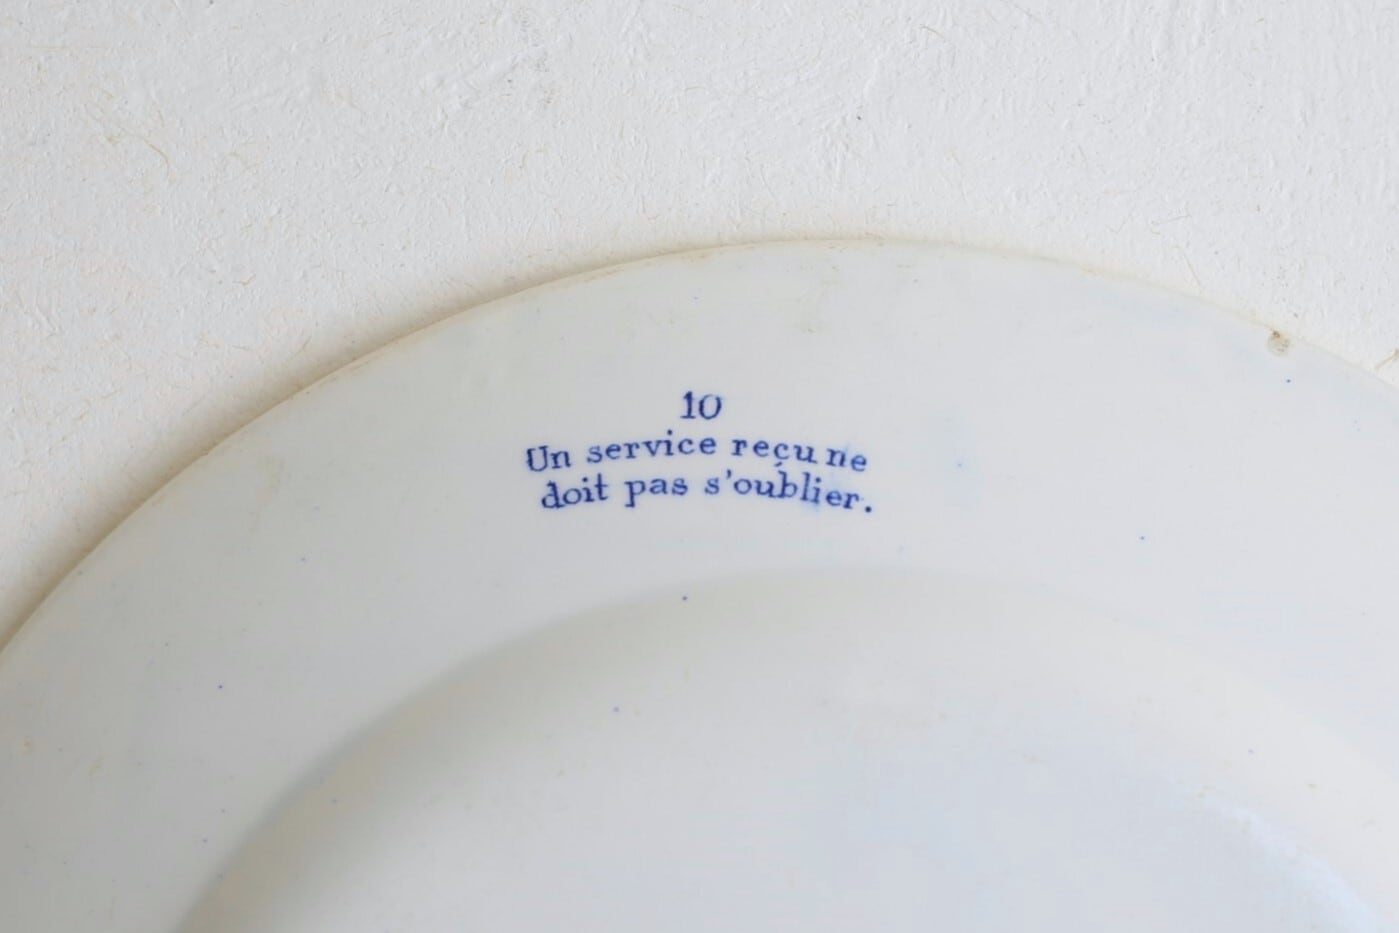 10
Un service reçu ne
doit pas s'oublier.